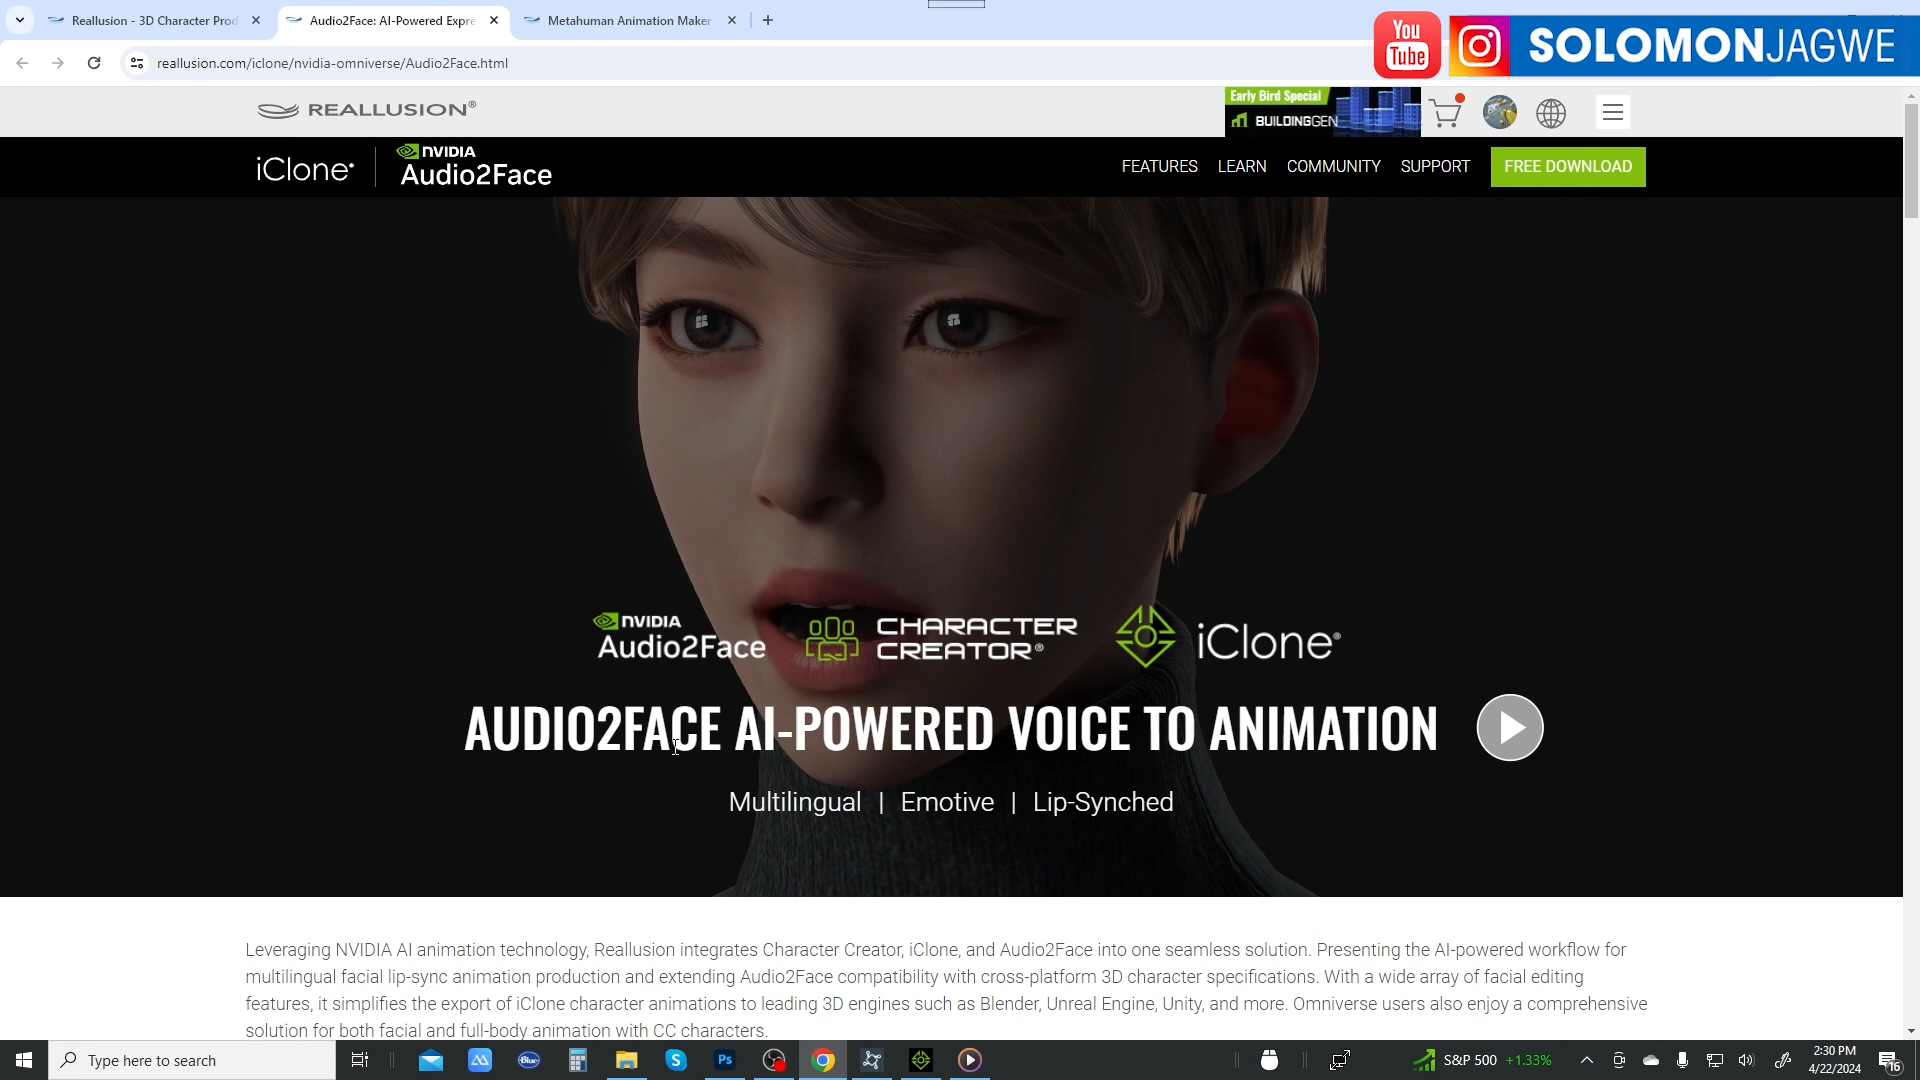 Reallusion - 3D Character Prod
Audio2Face: AI-Powered Expre
Metahuman Animation Maker
You
Tube
SOLOMONJAGWE
reallusion.com/iclone/nvidia-omniverse/Audio2Face.html
REALLUSION®
Early Bird Special
BUILDINGGEN
iClone
NVIDIA
Audio2Face
FEATURES
LEARN
COMMUNITY
SUPPORT
FREE DOWNLOAD
NVIDIA
Audio2Face
CHARACTER
CREATOR®
iClone®
AUDIO2FACE AI-POWERED VOICE TO ANIMATION
Multilingual | Emotive | Lip-Synched
Leveraging NVIDIA AI animation technology, Reallusion integrates Character Creator, iClone, and Audio2Face into one seamless solution. Presenting the AI-powered workflow for
multilingual facial lip-sync animation production and extending Audio2Face compatibility with cross-platform 3D character specifications. With a wide array of facial editing
features, it simplifies the export of iClone character animations to leading 3D engines such as Blender, Unreal Engine, Unity, and more. Omniverse users also enjoy a comprehensive
solution for both facial and full-body animation with CC characters.
Type here to search
Blue
Ps
S&P 500 +1.33%
2:30 PM
4/22/2024
16